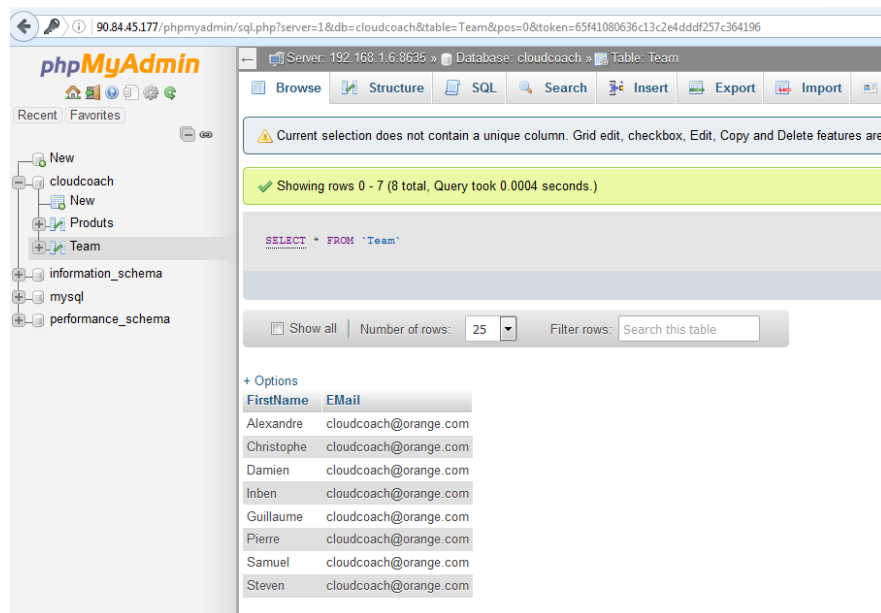 90.84.45.177/phpmyadmin/sql.php?server=1&db=cloudcoach&table=Team&pos=0&token=65f41080636c13c2e4dddf257c364196
phpMyAdmin
Recent Favorites
New
cloudcoach
New
Produts
Team
information_schema
mysql
performance_schema
Server: 192.168.1.6:8635 » Database: cloudcoach » Table: Team
Browse Structure SQL Search Insert Export Import
Current selection does not contain a unique column. Grid edit, checkbox, Edit, Copy and Delete features are
Showing rows 0 - 7 (8 total, Query took 0.0004 seconds.)
SELECT * FROM `Team`
Show all Number of rows: 25 Filter rows: Search this table
+ Options
FirstName EMail
Alexandre cloudcoach@orange.com
Christophe cloudcoach@orange.com
Damien cloudcoach@orange.com
Inben cloudcoach@orange.com
Guillaume cloudcoach@orange.com
Pierre cloudcoach@orange.com
Samuel cloudcoach@orange.com
Steven cloudcoach@orange.com